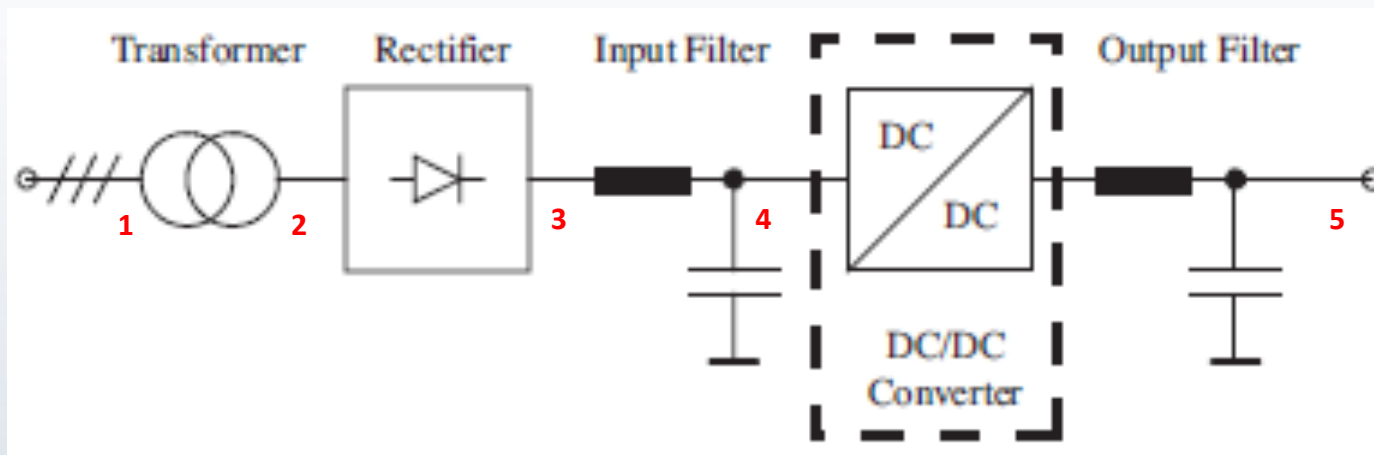 Transformer Rectifier Input Filter Output Filter
DC
DC
1 2 3 4 5
DC/DC
Converter